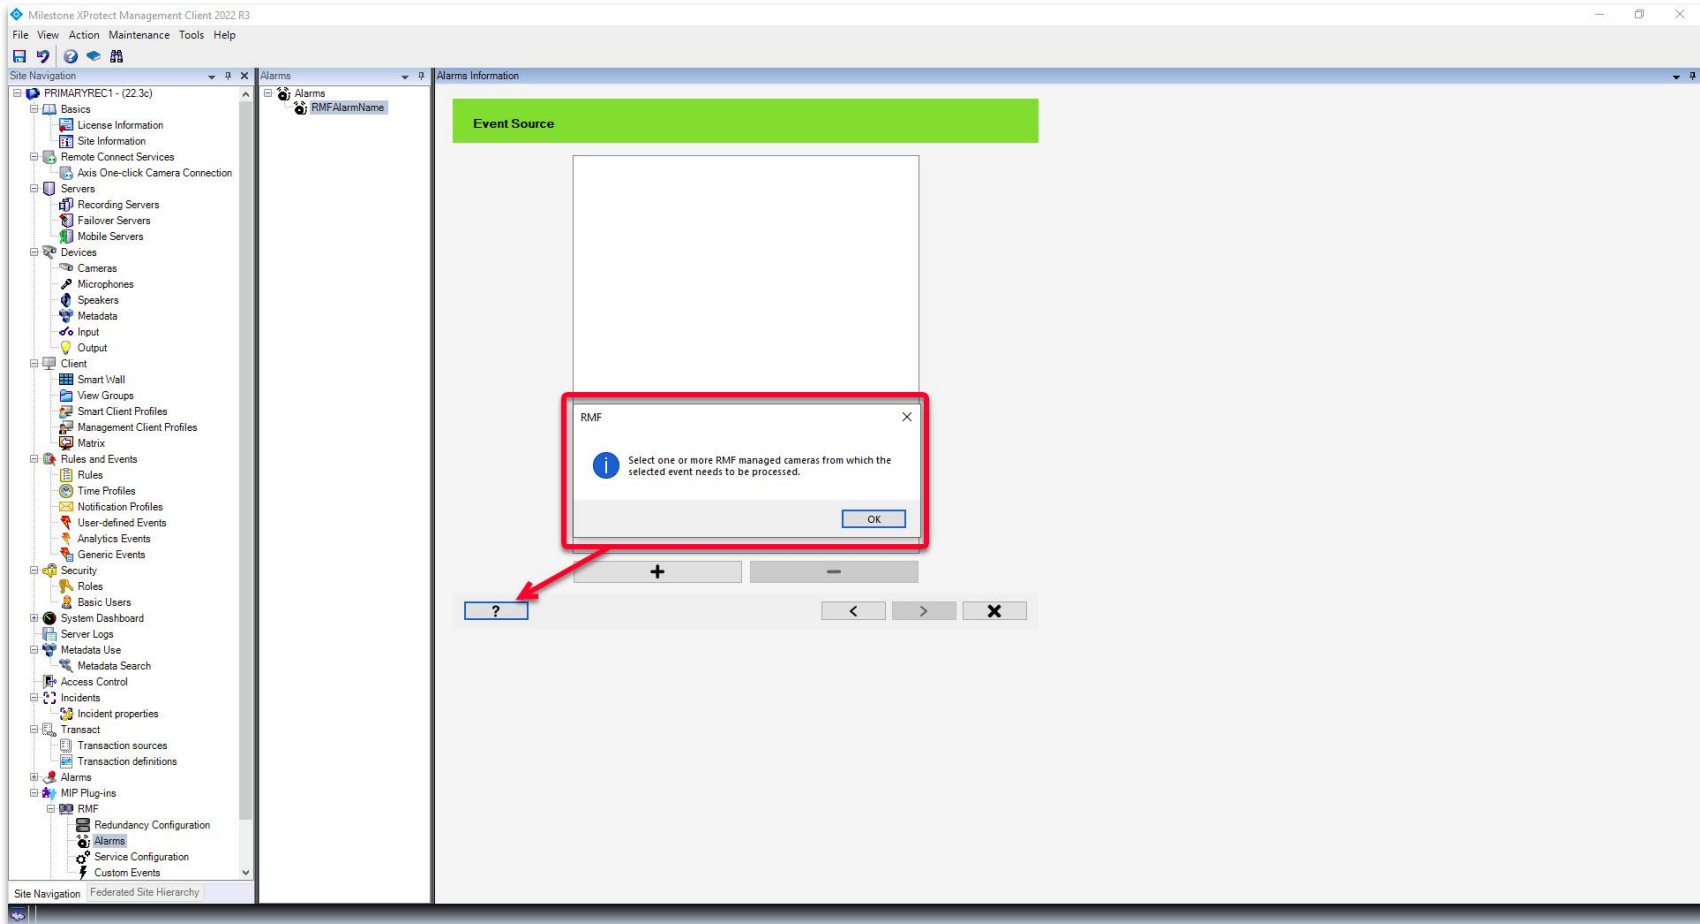 Milestone XProtect Management Client 2022 R3
File View Action Maintenance Tools Help
Site Navigation
PRIMARYREC1 - (22.3c)
Basics
License Information
Site Information
Remote Connect Services
Axis One-click Camera Connection
Servers
Recording Servers
Failover Servers
Mobile Servers
Devices
Cameras
Microphones
Speakers
Metadata
Input
Output
Client
Smart Wall
View Groups
Smart Client Profiles
Management Client Profiles
Matrix
Rules and Events
Rules
Time Profiles
Notification Profiles
User-defined Events
Analytics Events
Generic Events
Security
Roles
Basic Users
System Dashboard
Server Logs
Metadata Use
Metadata Search
Access Control
Incidents
Incident properties
Transact
Transaction sources
Transaction definitions
Alarms
MIP Plug-ins
RMF
Redundancy Configuration
Alarms
Service Configuration
Custom Events
Site Navigation Federated Site Hierarchy
Alarms
Alarms
RMFAlarmName
Alarms Information
Event Source
RMF
Select one or more RMF managed cameras from which the
selected event needs to be processed.
OK
+ −
? < > ✕